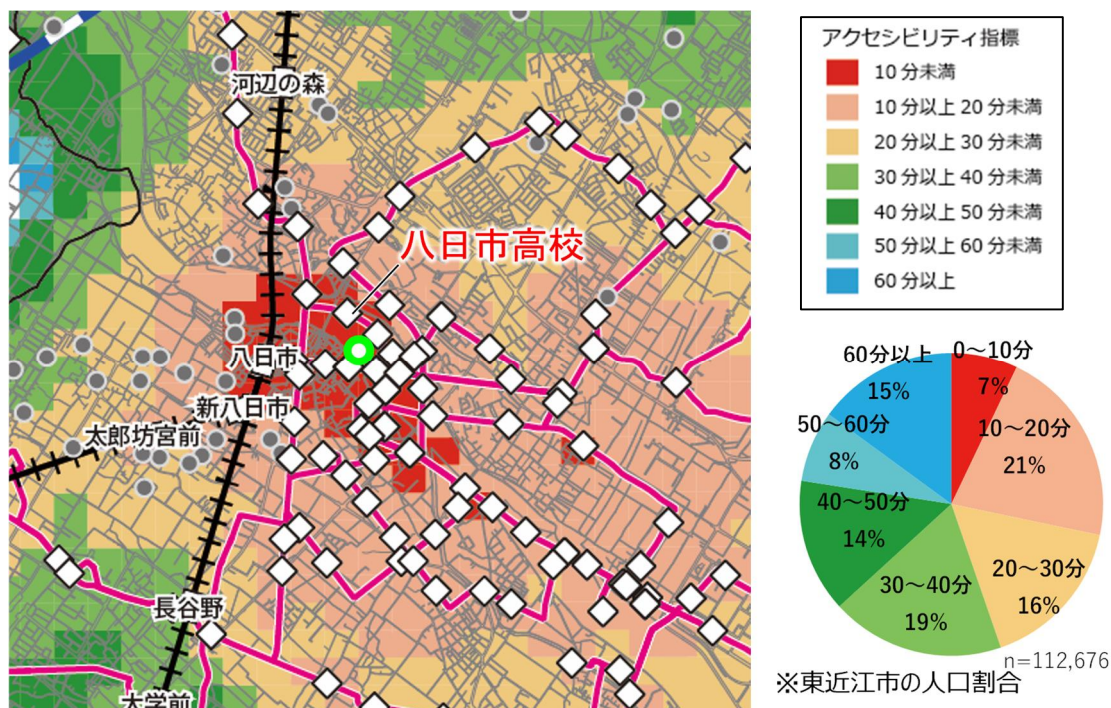 河辺の森
八日市高校
八日市
新八日市
太郎坊宮前
長谷野
大学前
アクセシビリティ指標
10分未満
10分以上20分未満
20分以上30分未満
30分以上40分未満
40分以上50分未満
50分以上60分未満
60分以上
60分以上
15%
0～10分
7%
10～20分
21%
50～60分
8%
40～50分
14%
20～30分
16%
30～40分
19%
n=112,676
※東近江市の人口割合